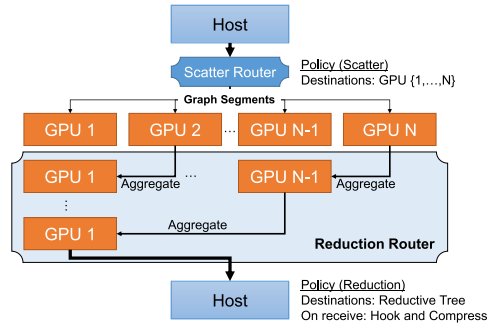 Host
Scatter Router
Policy (Scatter)
Destinations: GPU {1,…,N}
Graph Segments
GPU 1 GPU 2 … GPU N-1 GPU N
GPU 1 Aggregate … GPU N-1 Aggregate
⋮
GPU 1 Aggregate
Reduction Router
Host
Policy (Reduction)
Destinations: Reductive Tree
On receive: Hook and Compress